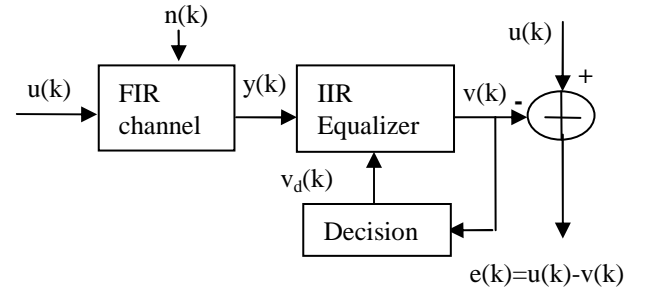 n(k)
u(k)
u(k)
FIR
channel
y(k)
IIR
Equalizer
v(k)
-
+
v_d(k)
Decision
e(k)=u(k)-v(k)